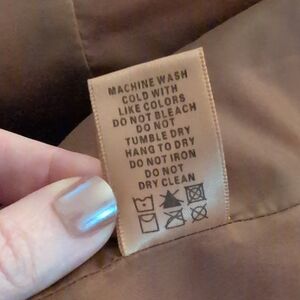 MACHINE WASH
COLD WITH
LIKE COLORS
DO NOT BLEACH
DO NOT
TUMBLE DRY
HANG TO DRY
DO NOT IRON
DO NOT
DRY CLEAN